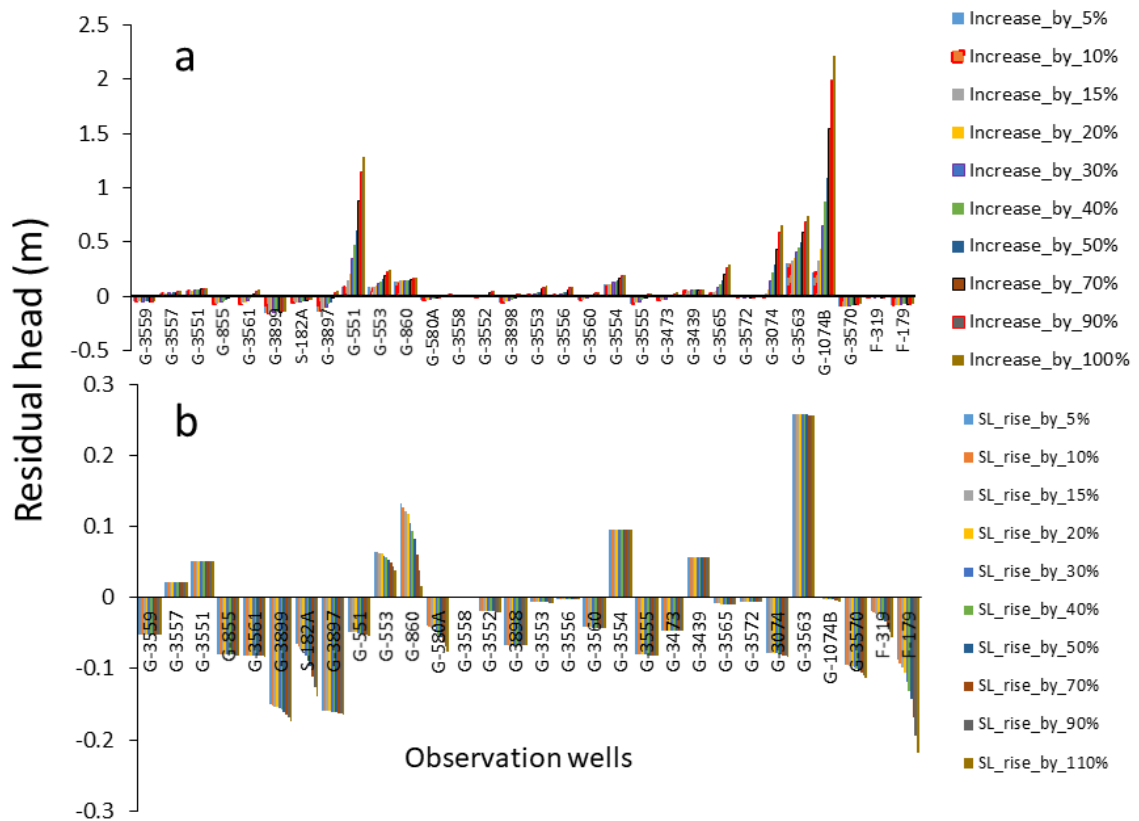 Residual head (m)
a
2.5
2
1.5
1
0.5
0
-0.5
G-3559
G-3557
G-3551
G-855
G-3561
G-3899
S-182A
G-3897
G-551
G-553
G-860
G-580A
G-3558
G-3552
G-3898
G-3553
G-3556
G-3560
G-3554
G-3555
G-3473
G-3439
G-3565
G-3572
G-3074
G-3563
G-1074B
G-3570
F-319
F-179
Increase_by_5%
Increase_by_10%
Increase_by_15%
Increase_by_20%
Increase_by_30%
Increase_by_40%
Increase_by_50%
Increase_by_70%
Increase_by_90%
Increase_by_100%
b
0.3
0.2
0.1
0
-0.1
-0.2
-0.3
G-3559
G-3557
G-3551
G-855
G-3561
G-3899
S-182A
G-3897
G-551
G-553
G-860
G-580A
G-3558
G-3552
G-3898
G-3553
G-3556
G-3560
G-3554
G-3555
G-3473
G-3439
G-3565
G-3572
G-3074
G-3563
G-1074B
G-3570
F-319
F-179
Observation wells
SL_rise_by_5%
SL_rise_by_10%
SL_rise_by_15%
SL_rise_by_20%
SL_rise_by_30%
SL_rise_by_40%
SL_rise_by_50%
SL_rise_by_70%
SL_rise_by_90%
SL_rise_by_110%